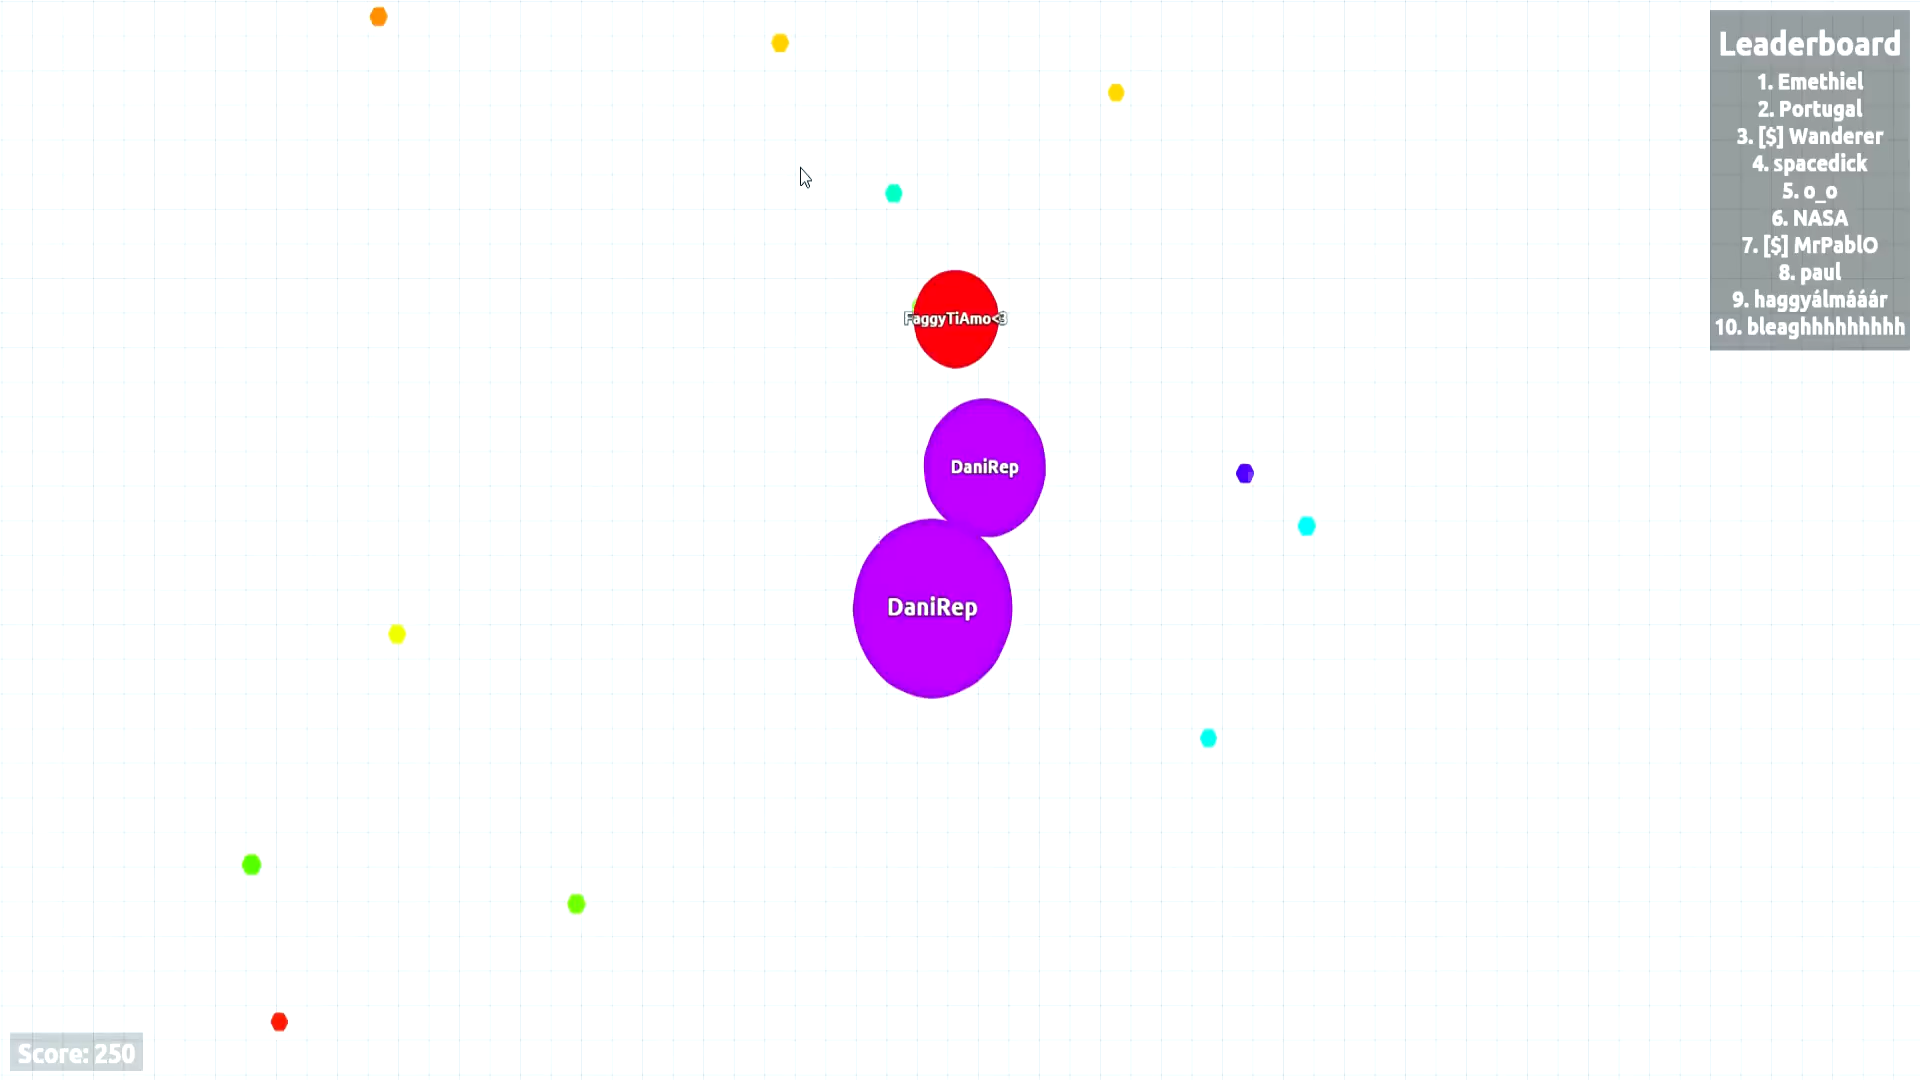 Leaderboard
1. Emethiel
2. Portugal
3. [$] Wanderer
4. spacedick
5. o_o
6. NASA
7. [$] MrPablO
8. paul
9. haggyálmááár
10. bleaghhhhhhhhh
FaggyTiAmo<3
DaniRep
DaniRep
Score: 250